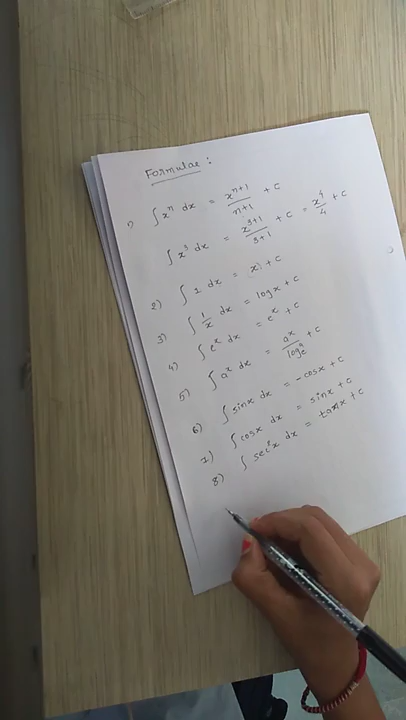 Formulae :
1) ∫ xⁿ dx = xⁿ⁺¹/n+1 + c
∫ x³ dx = x³⁺¹/3+1 + c = x⁴/4 + c
2) ∫ 1 dx = x + c
3) ∫ 1/x dx = log x + c
4) ∫ eˣ dx = eˣ + c
5) ∫ aˣ dx = aˣ/logₑa + c
6) ∫ sinx dx = -cosx + c
7) ∫ cosx dx = sinx + c
8) ∫ sec²x dx = tanx + c